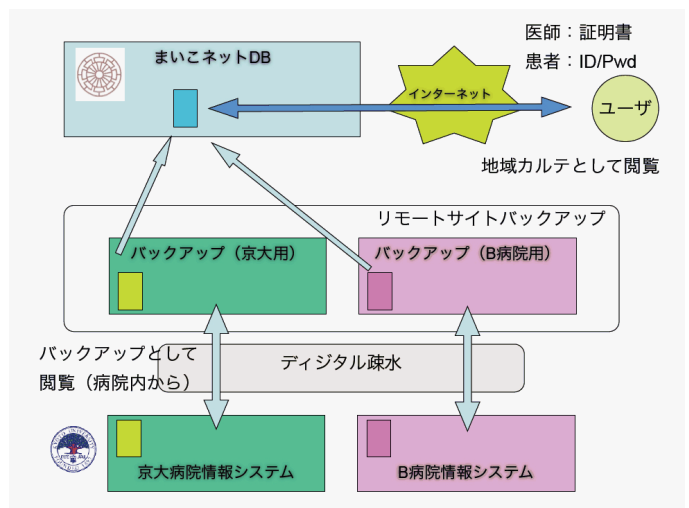 医師：証明書
患者：ID/Pwd
まいこネットDB
インターネット
ユーザ
地域カルテとして閲覧
リモートサイトバックアップ
バックアップ（京大用）
バックアップ（B病院用）
バックアップとして
閲覧（病院内から）
ディジタル疎水
京大病院情報システム
B病院情報システム